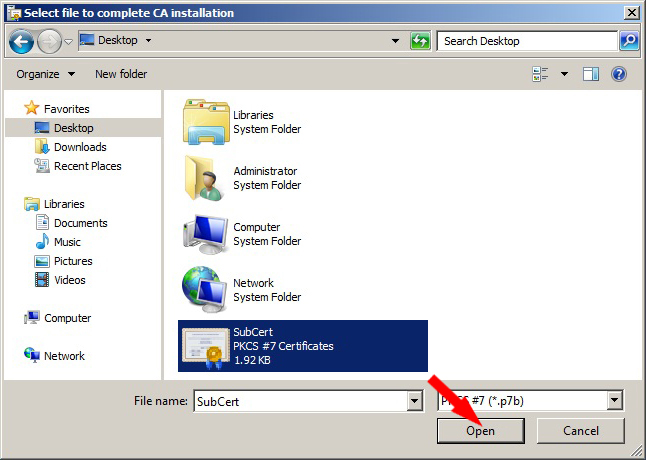 Select file to complete CA installation
Desktop
Search Desktop
Organize
New folder
Favorites
Desktop
Downloads
Recent Places
Libraries
Documents
Music
Pictures
Videos
Computer
Network
Libraries
System Folder
Administrator
System Folder
Computer
System Folder
Network
System Folder
SubCert
PKCS #7 Certificates
1.92 KB
File name: SubCert
PKCS #7 (*.p7b)
Open
Cancel